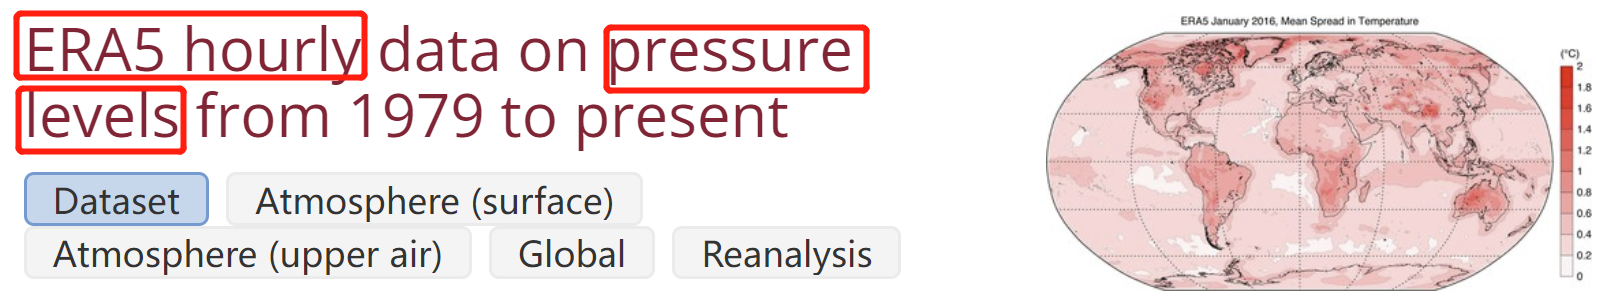 ERA5 hourly data on pressure
levels from 1979 to present
Dataset
Atmosphere (surface)
Atmosphere (upper air)
Global
Reanalysis
ERA5 January 2016, Mean Spread in Temperature
(°C)
2
1.8
1.6
1.4
1.2
1
0.8
0.6
0.4
0.2
0